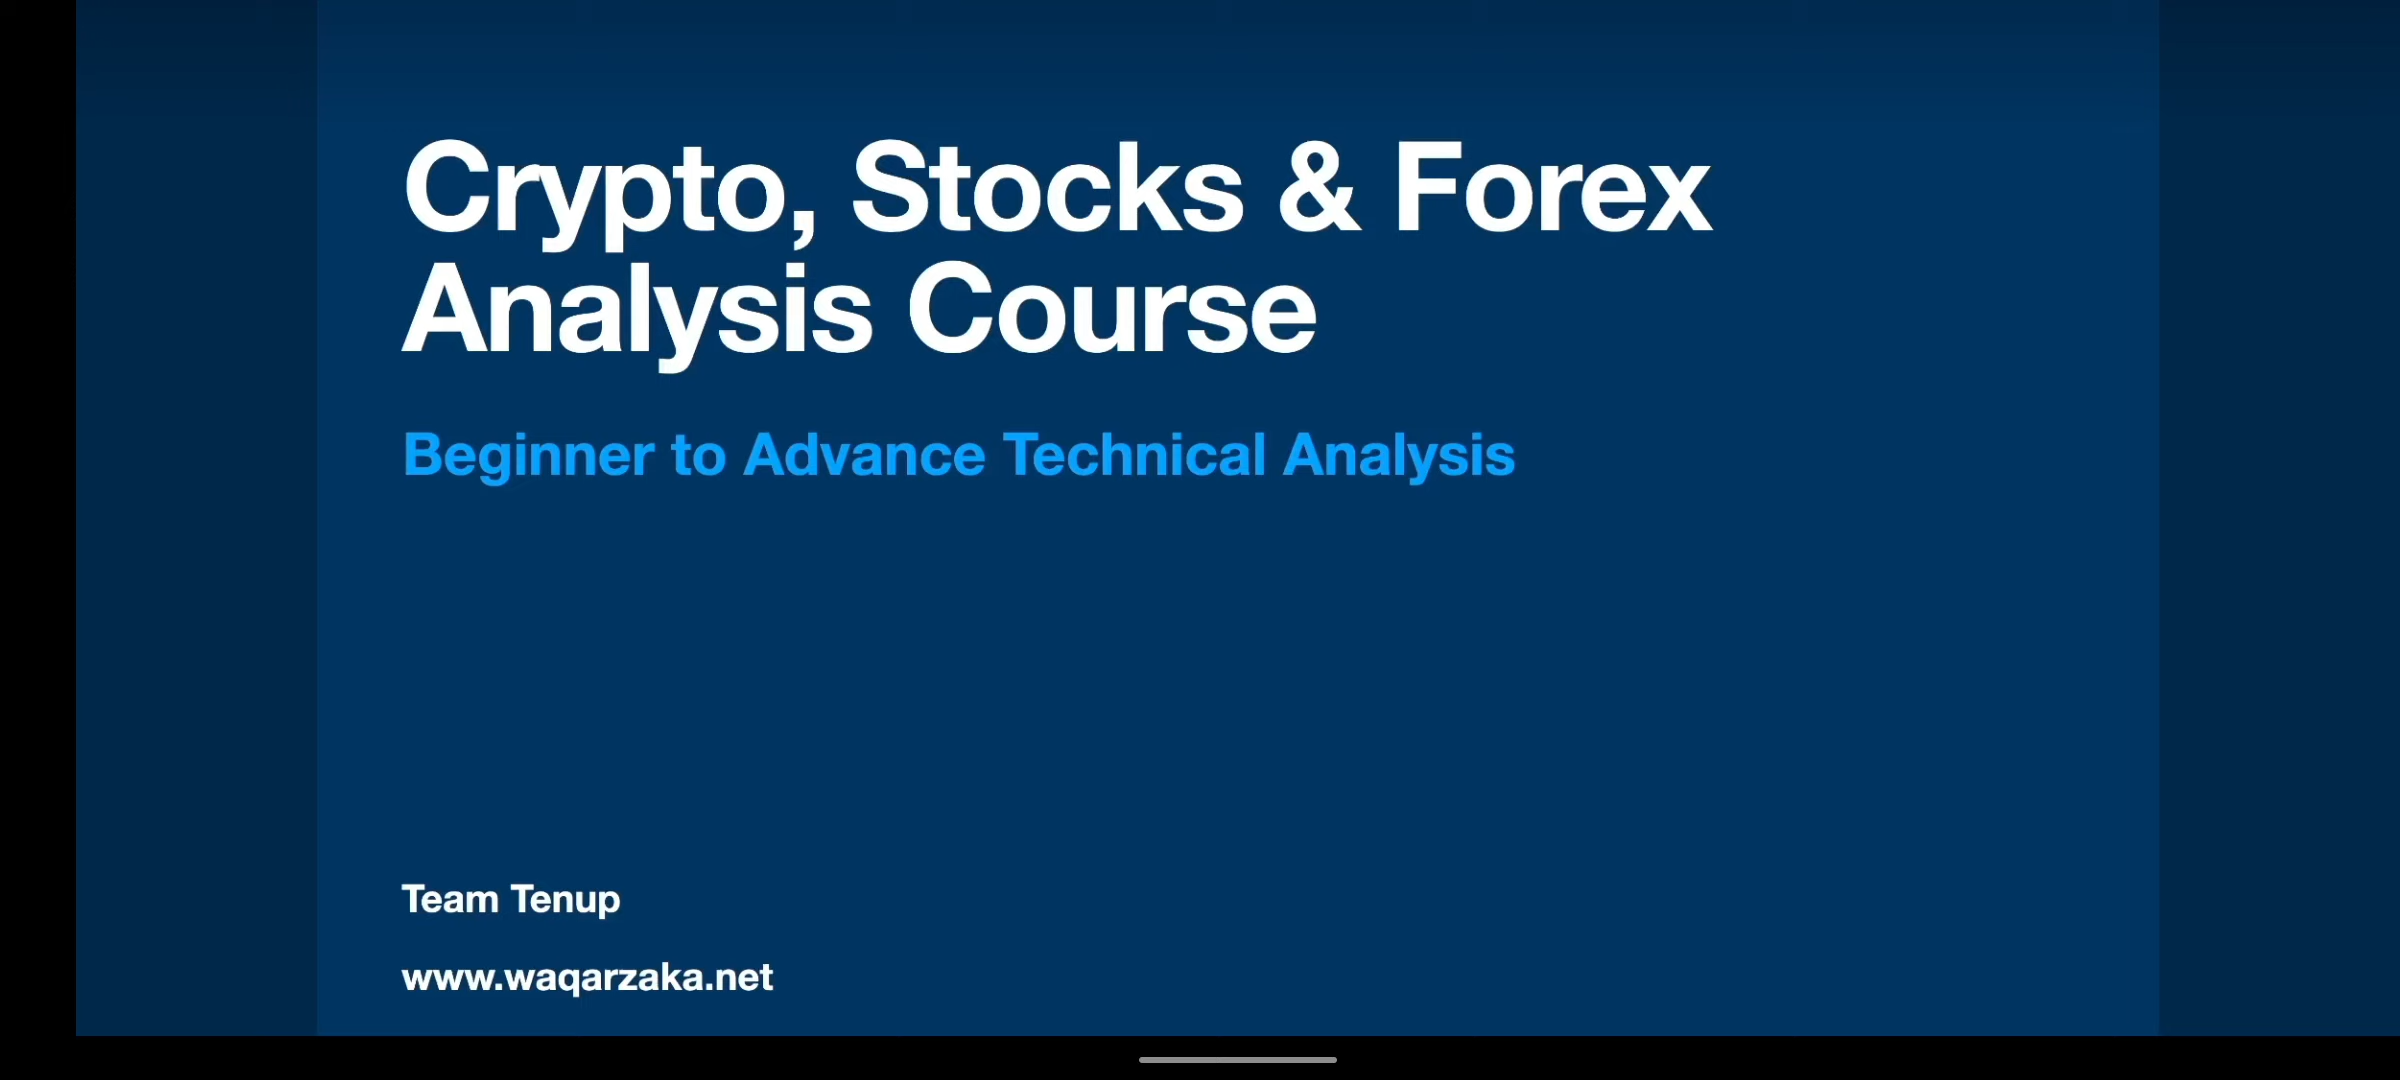 Crypto, Stocks & Forex
Analysis Course
Beginner to Advance Technical Analysis
Team Tenup
www.waqarzaka.net